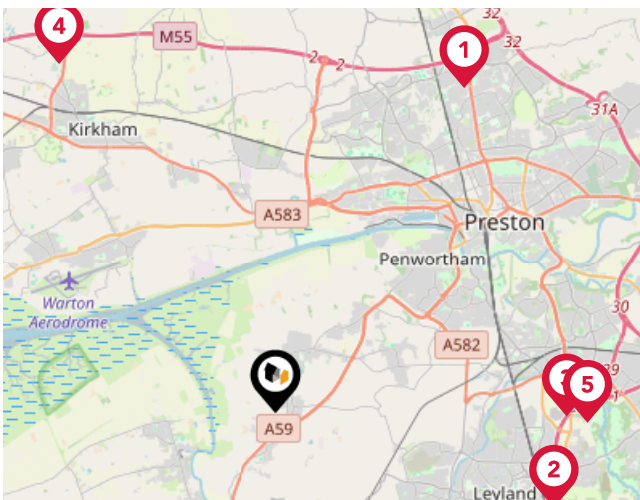 4
M55
32
1
32
2
2
31A
Kirkham
A583
Preston
Penwortham
Warton
Aerodrome
30
A582
29
5
1
A59
2
Leyland